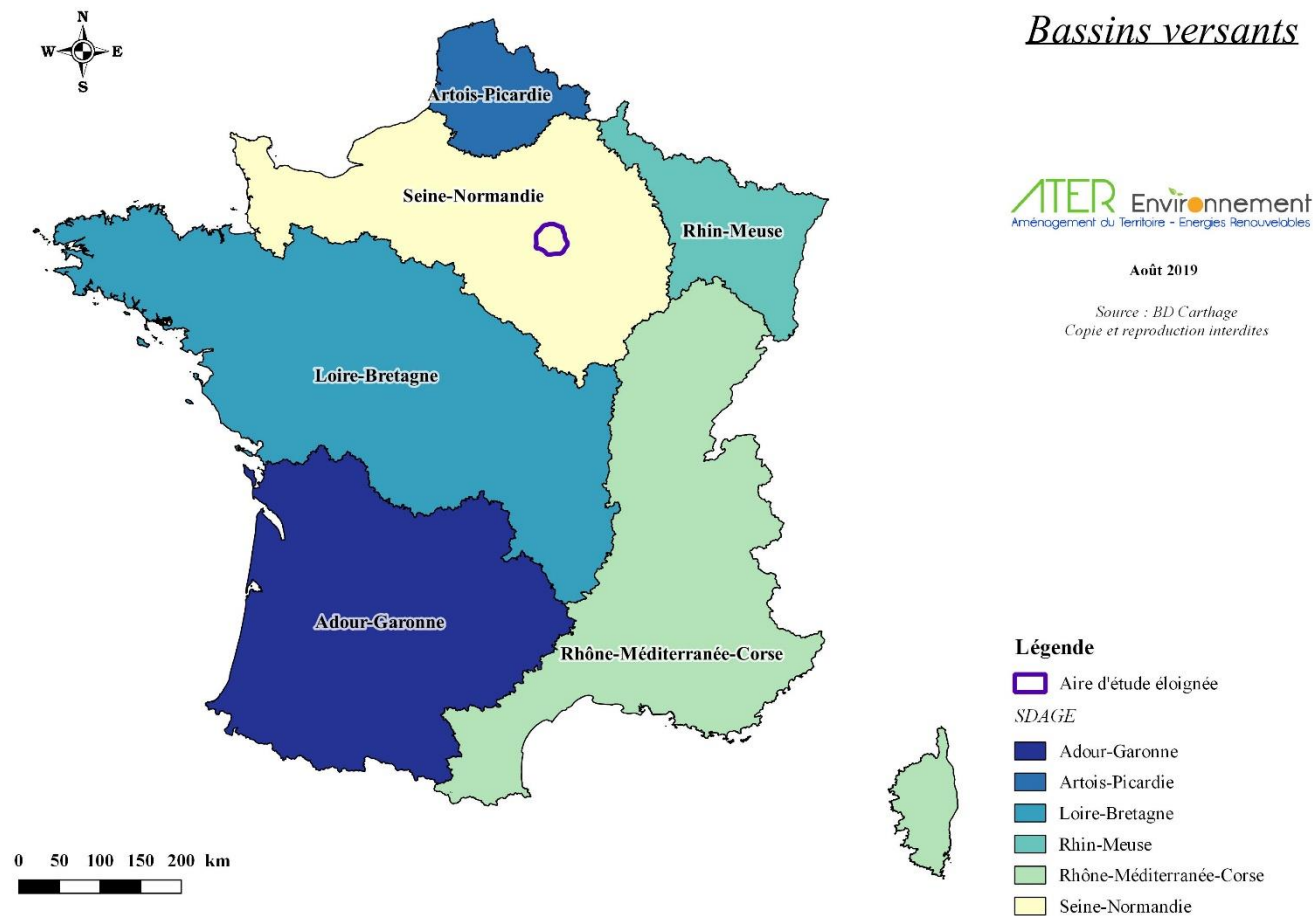 Bassins versants
N
W E
S
Artois-Picardie
Seine-Normandie
Rhin-Meuse
Loire-Bretagne
Adour-Garonne
Rhône-Méditerranée-Corse
ATER Environnement
Aménagement du Territoire - Energies Renouvelables
Août 2019
Source : BD Carthage
Copie et reproduction interdites
Légende
Aire d'étude éloignée
SDAGE
Adour-Garonne
Artois-Picardie
Loire-Bretagne
Rhin-Meuse
Rhône-Méditerranée-Corse
Seine-Normandie
0 50 100 150 200 km